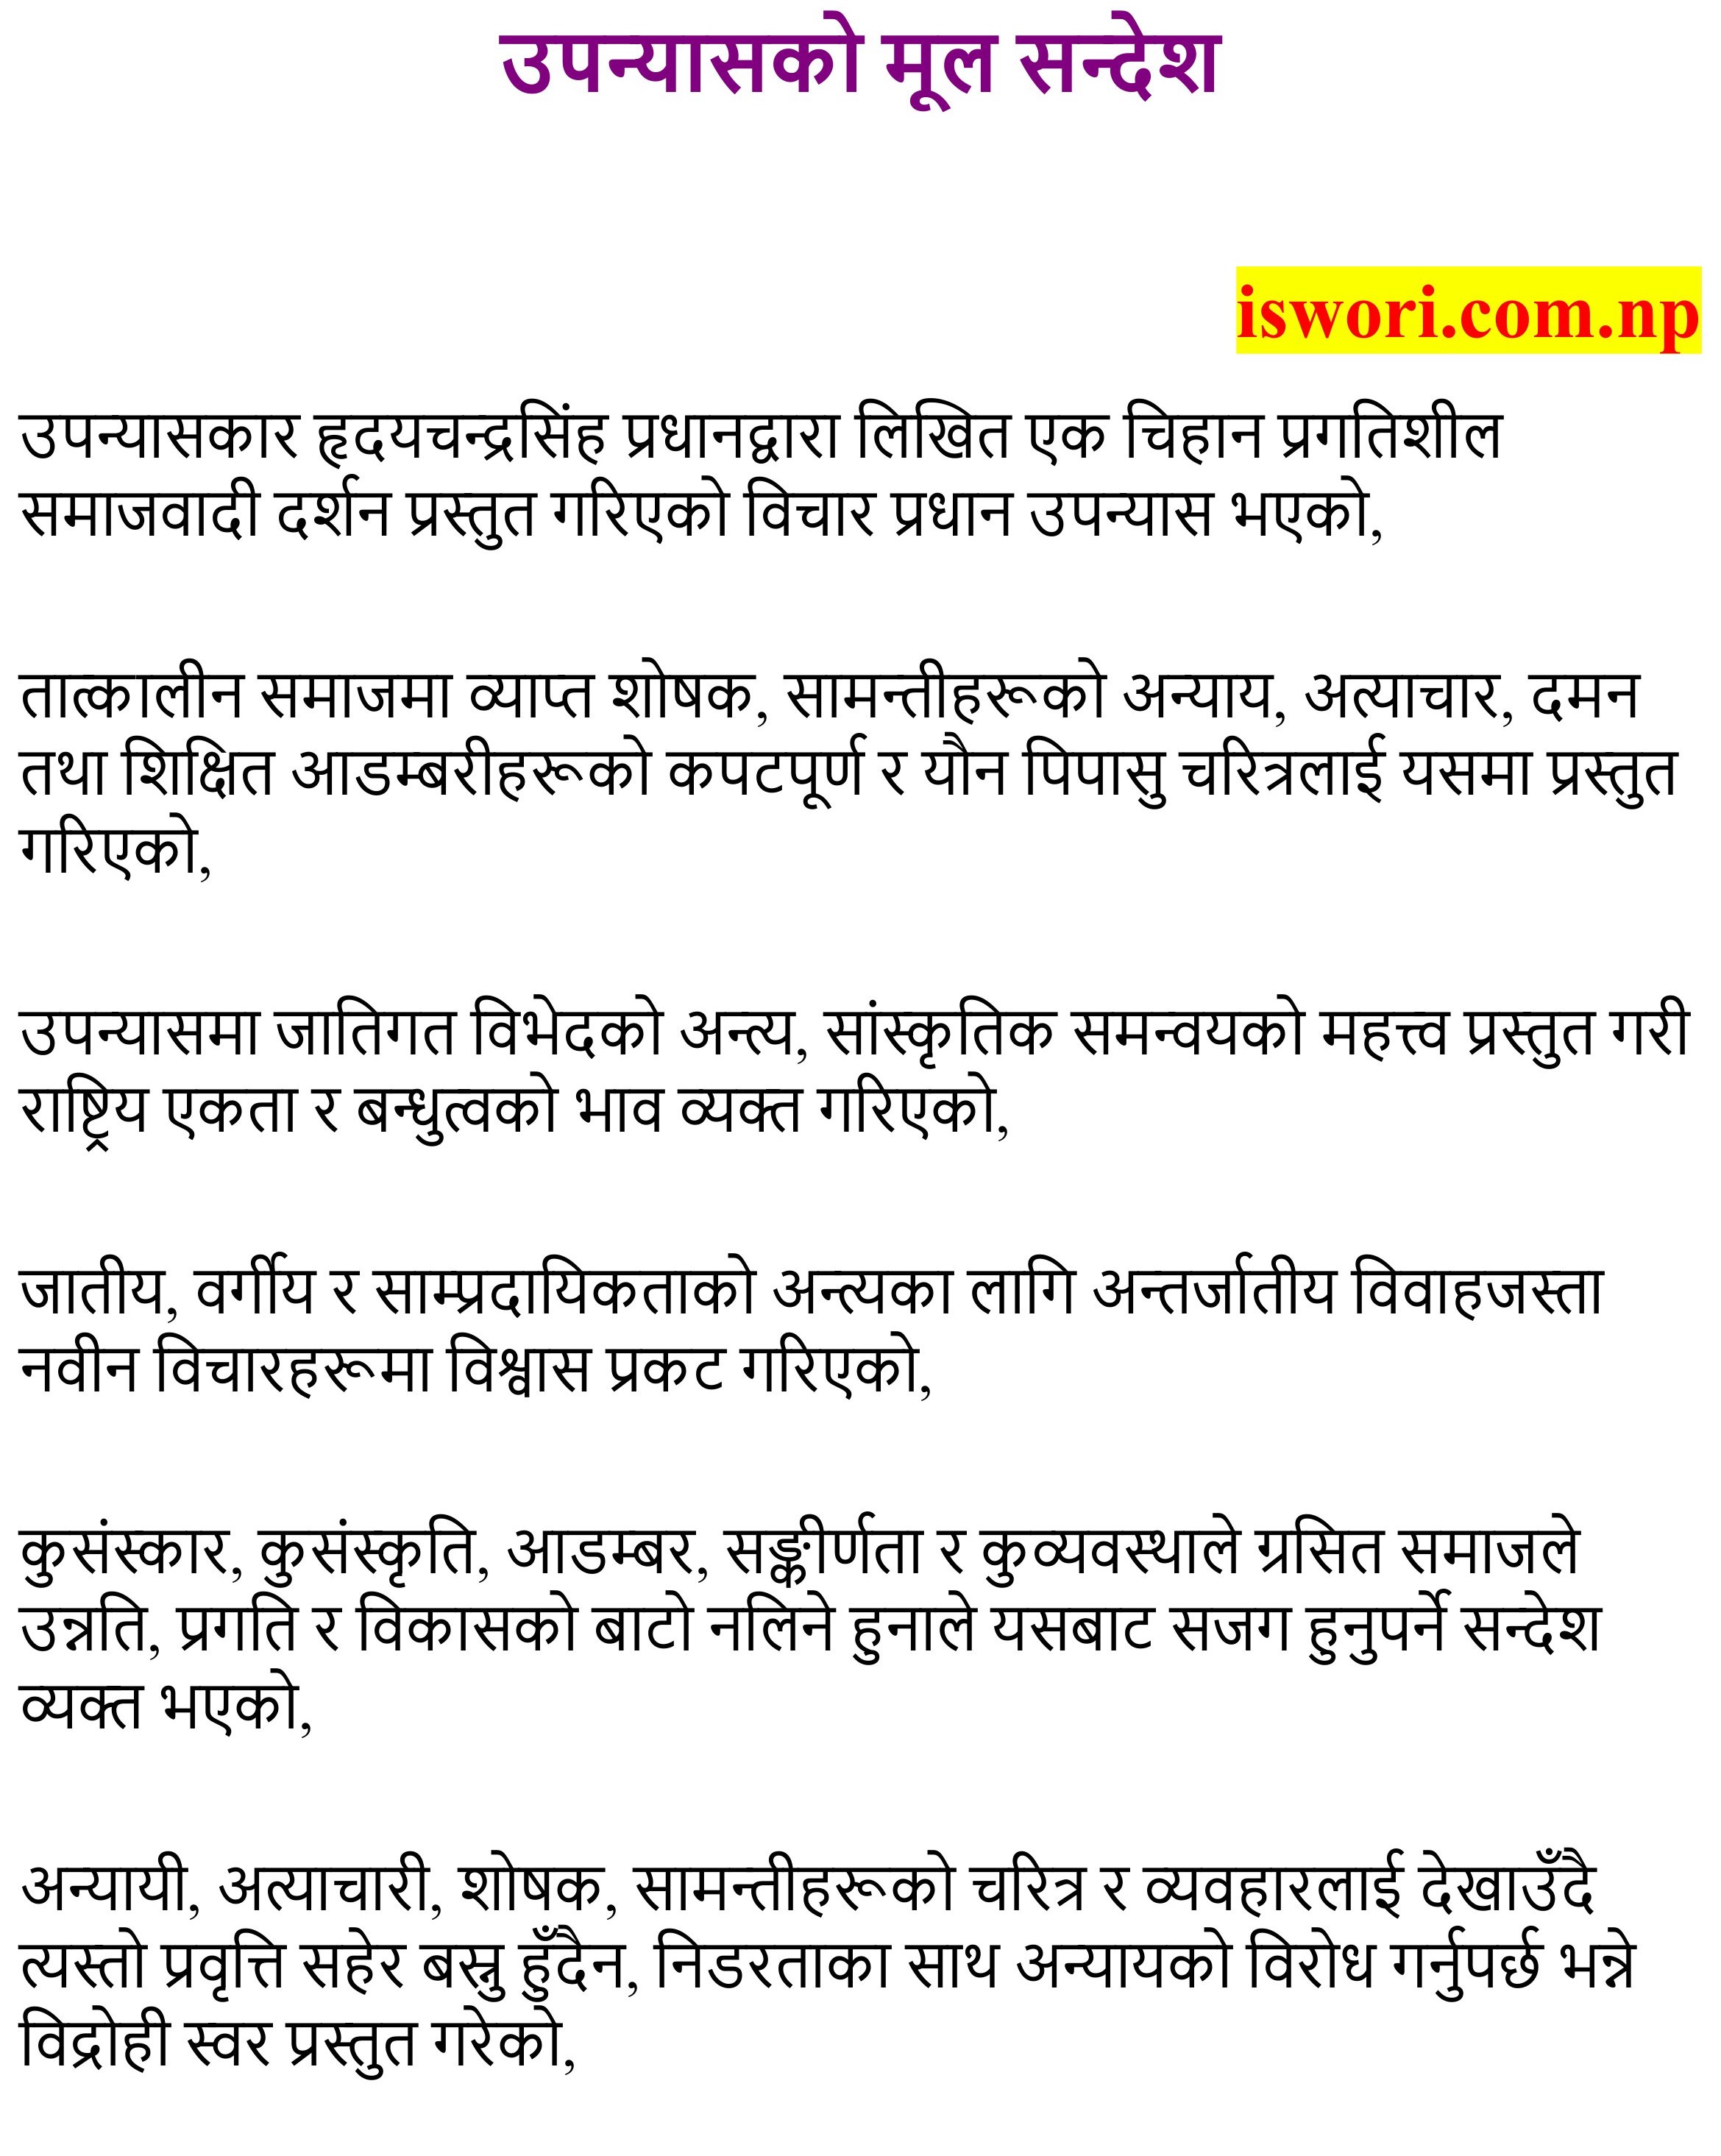 उपन्यासको मूल सन्देश
iswori.com.np
उपन्यासकार हृदयचन्द्रसिंह प्रधानद्वारा लिखित एक चिहान प्रगतिशील
समाजवादी दर्शन प्रस्तुत गरिएको विचार प्रधान उपन्यास भएको,
तात्कालीन समाजमा व्याप्त शोषक, सामन्तीहरूको अन्याय, अत्याचार, दमन
तथा शिक्षित आडम्बरीहरूको कपटपूर्ण र यौन पिपासु चरित्रलाई यसमा प्रस्तुत
गरिएको,
उपन्यासमा जातिगत विभेदको अन्त्य, सांस्कृतिक समन्वयको महत्त्व प्रस्तुत गरी
राष्ट्रिय एकता र बन्धुत्वको भाव व्यक्त गरिएको,
जातीय, वर्गीय र साम्प्रदायिकताको अन्त्यका लागि अन्तर्जातीय विवाहजस्ता
नवीन विचारहरूमा विश्वास प्रकट गरिएको,
कुसंस्कार, कुसंस्कृति, आडम्बर, सङ्कीर्णता र कुव्यवस्थाले ग्रसित समाजले
उन्नति, प्रगति र विकासको बाटो नलिने हुनाले यसबाट सजग हुनुपर्ने सन्देश
व्यक्त भएको,
अन्यायी, अत्याचारी, शोषक, सामन्तीहरूको चरित्र र व्यवहारलाई देखाउँदै
त्यस्तो प्रवृत्ति सहेर बस्नु हुँदैन, निडरताका साथ अन्यायको विरोध गर्नुपर्छ भन्ने
विद्रोही स्वर प्रस्तुत गरेको,